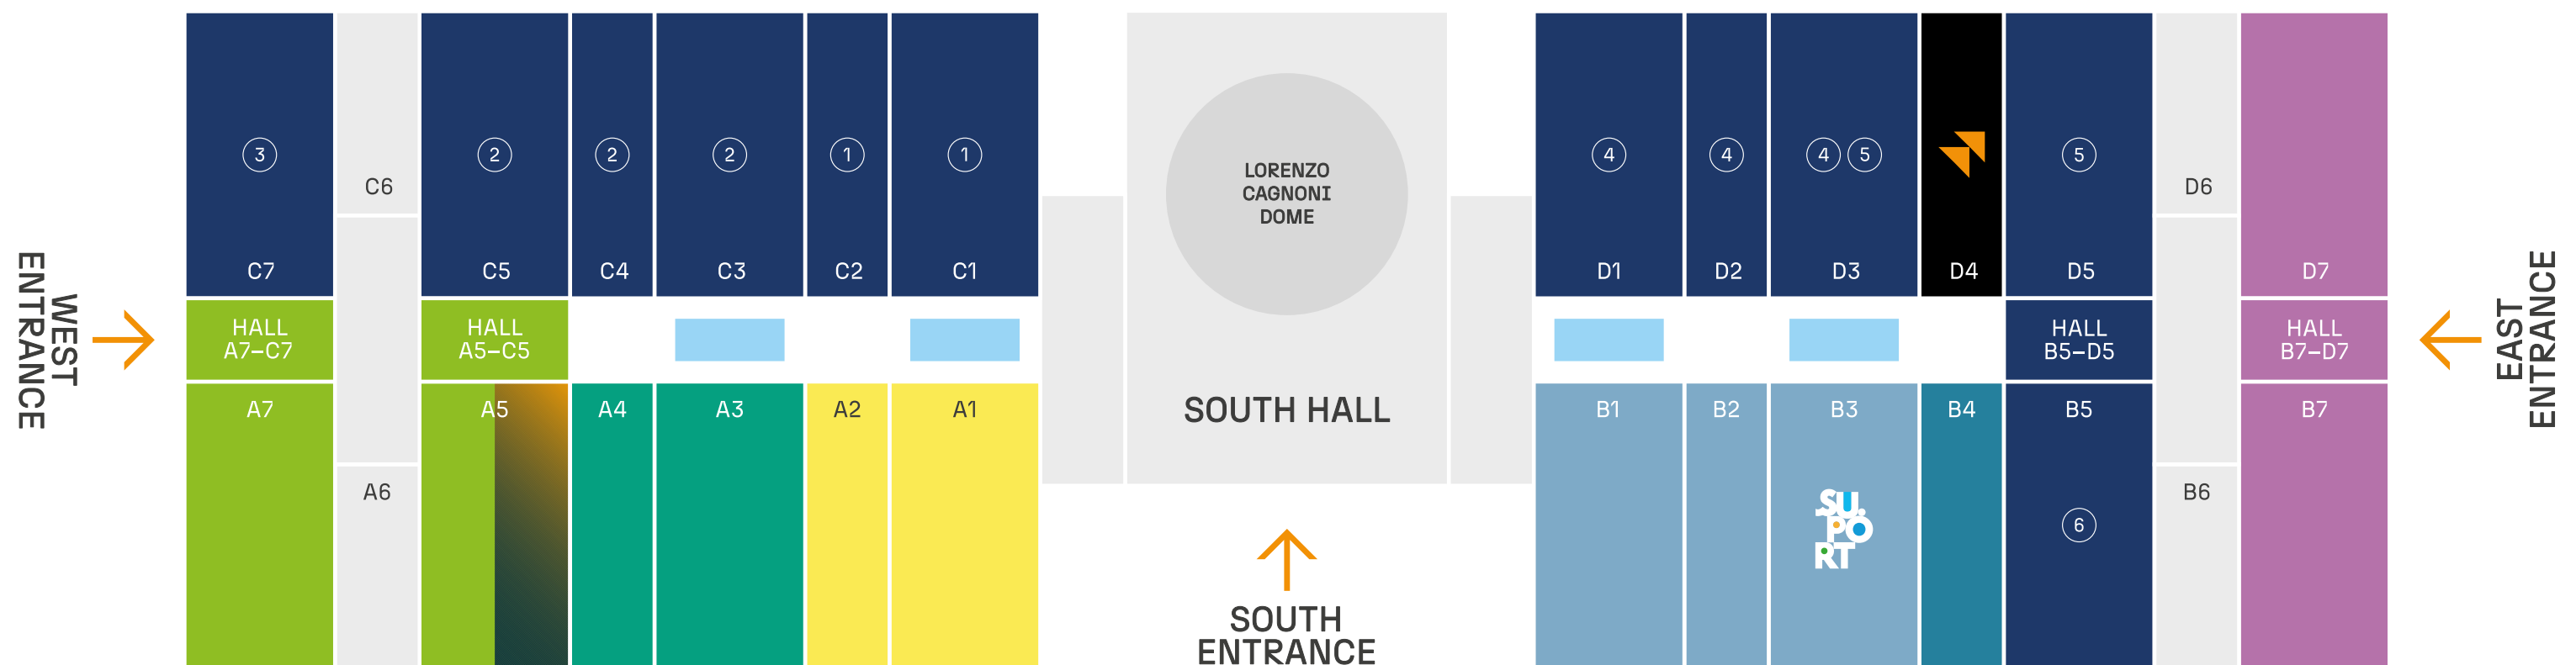 3
2
2
2
1
1
4
4
4 5
5
LORENZO
CAGNONI
DOME
C6
D6
C7
C5
C4
C3
C2
C1
D1
D2
D3
D4
D5
D7
WEST
ENTRANCE
HALL
A7–C7
HALL
A5–C5
HALL
B5–D5
HALL
B7–D7
EAST
ENTRANCE
SOUTH HALL
A7
A5
A4
A3
A2
A1
B1
B2
B3
B4
B5
B7
A6
B6
SU.
PO
RT
6
SOUTH
ENTRANCE